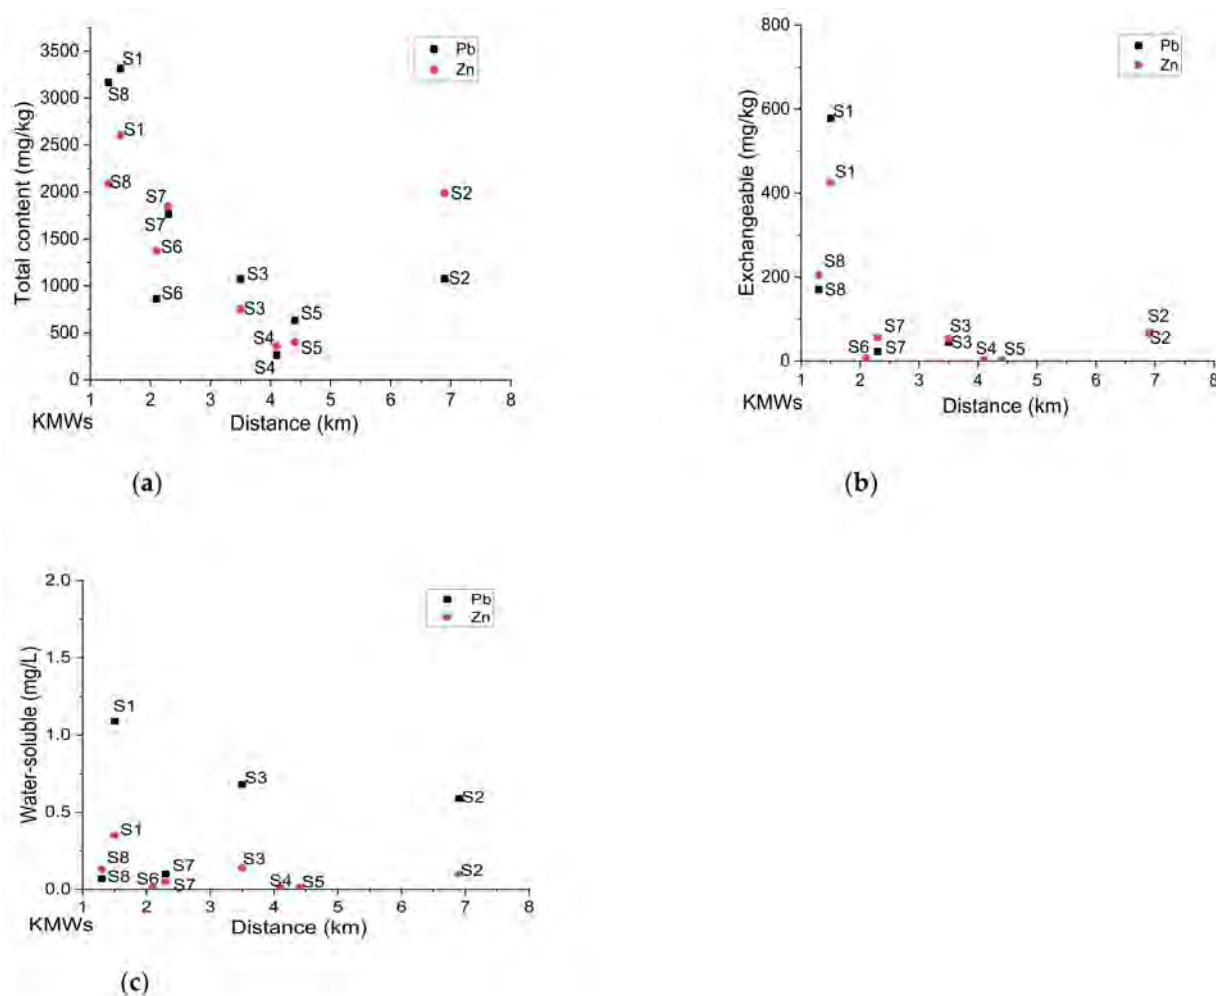 3500
3000
2500
2000
1500
1000
500
0
Total content (mg/kg)
S1
S8
S1
S8
S7
S7
S6
S6
S3
S3
S4
S4
S5
S5
S2
S2
Pb
Zn
1 2 3 4 5 6 7 8
KMWs
Distance (km)
(a)
800
600
400
200
0
Exchangeable (mg/kg)
S1
S1
S8
S8
S7
S6
S7
S3
S3
S4
S5
S2
S2
Pb
Zn
1 2 3 4 5 6 7 8
KMWs
Distance (km)
(b)
2.0
1.5
1.0
0.5
0.0
Water-soluble (mg/L)
S1
S1
S8
S8
S6
S7
S7
S3
S3
S4
S5
S2
S2
Pb
Zn
1 2 3 4 5 6 7 8
KMWs
Distance (km)
(c)